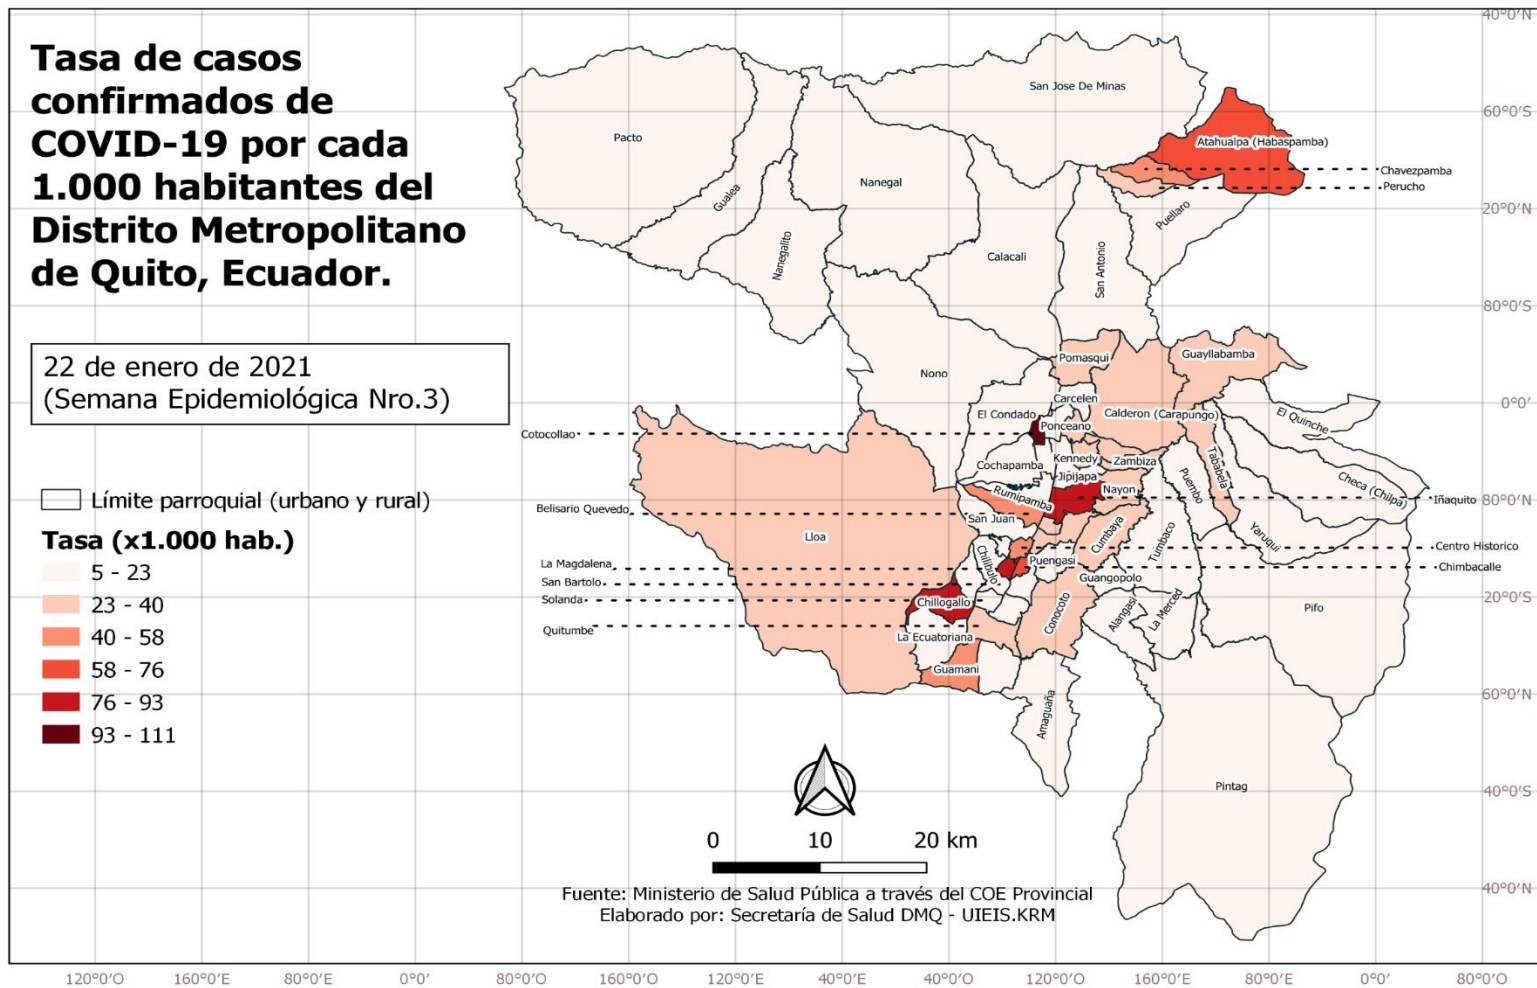 Tasa de casos
confirmados de
COVID-19 por cada
1.000 habitantes del
Distrito Metropolitano
de Quito, Ecuador.
22 de enero de 2021
(Semana Epidemiológica Nro.3)
Límite parroquial (urbano y rural)
Tasa (x1.000 hab.)
5 - 23
23 - 40
40 - 58
58 - 76
76 - 93
93 - 111
San Jose De Minas
Pacto
Atahualpa (Habaspamba)
Chavezpamba
Perucho
Nanegal
Gualea
Puellaro
Nanegalito
Calacali
San Antonio
Pomasqui
Guayllabamba
Nono
Carcelen
El Condado
Calderon (Carapungo)
El Quinche
Ponceano
Cotocollao
Kennedy
Zambiza
Cochapamba
Tababela
Jipijapa
Puembo
Checa (Chilpa)
Nayon
Rumipamba
Iñaquito
Belisario Quevedo
San Juan
Lloa
Cumbaya
Tumbaco
Yaruqui
Centro Historico
Chilibulo
Puengasi
La Magdalena
Chimbacalle
Guangopolo
San Bartolo
Solanda
Chillogallo
Conocoto
Alangasi
La Merced
Pifo
Quitumbe
La Ecuatoriana
Guamani
Amaguaña
Pintag
0 10 20 km
Fuente: Ministerio de Salud Pública a través del COE Provincial
Elaborado por: Secretaría de Salud DMQ - UIEIS.KRM
40°0'N
60°0'S
20°0'S
80°0'S
0°0'
80°0'N
20°0'N
60°0'N
40°0'S
40°0'N
120°0'O 160°0'E 80°0'E 0°0' 80°0'O 160°0'O 120°0'E 40°0'E 40°0'O 120°0'O 160°0'E 80°0'E 0°0' 80°0'O